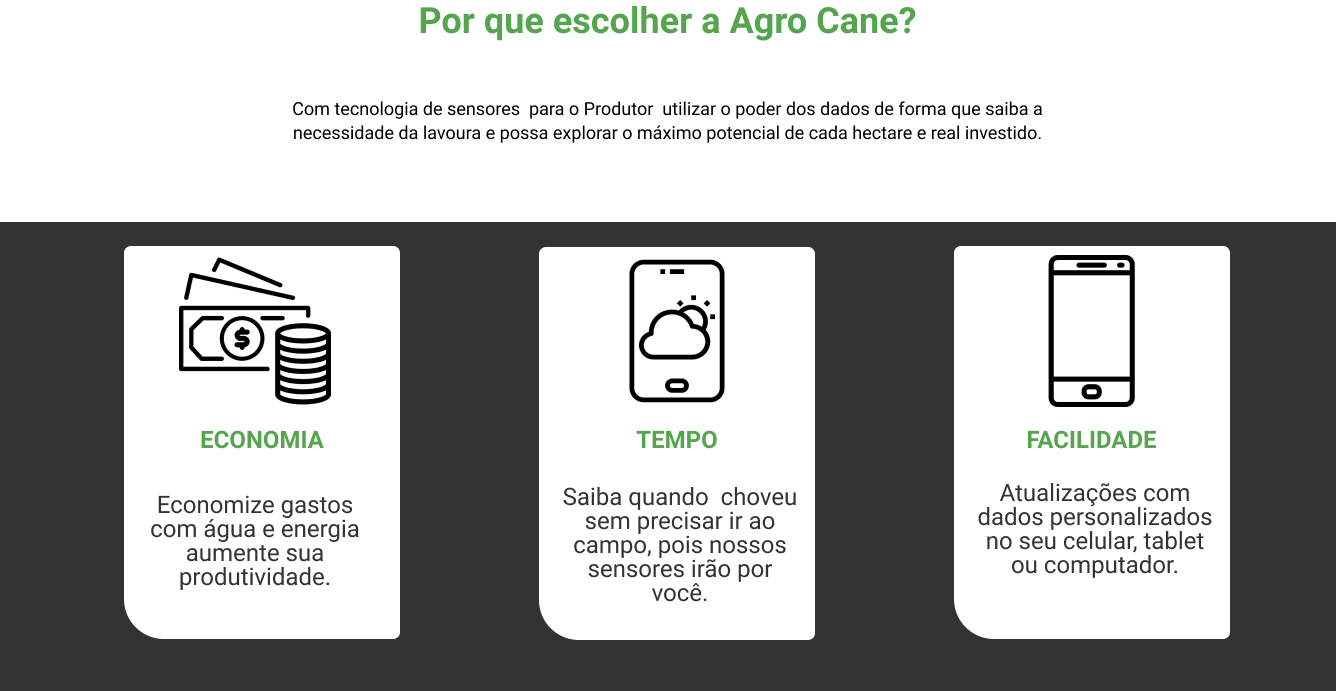 Por que escolher a Agro Cane?
Com tecnologia de sensores  para o Produtor  utilizar o poder dos dados de forma que saiba a
necessidade da lavoura e possa explorar o máximo potencial de cada hectare e real investido.
$
ECONOMIA
Economize gastos
com água e energia
aumente sua
produtividade.
TEMPO
Saiba quando  choveu
sem precisar ir ao
campo, pois nossos
sensores irão por
você.
FACILIDADE
Atualizações com
dados personalizados
no seu celular, tablet
ou computador.